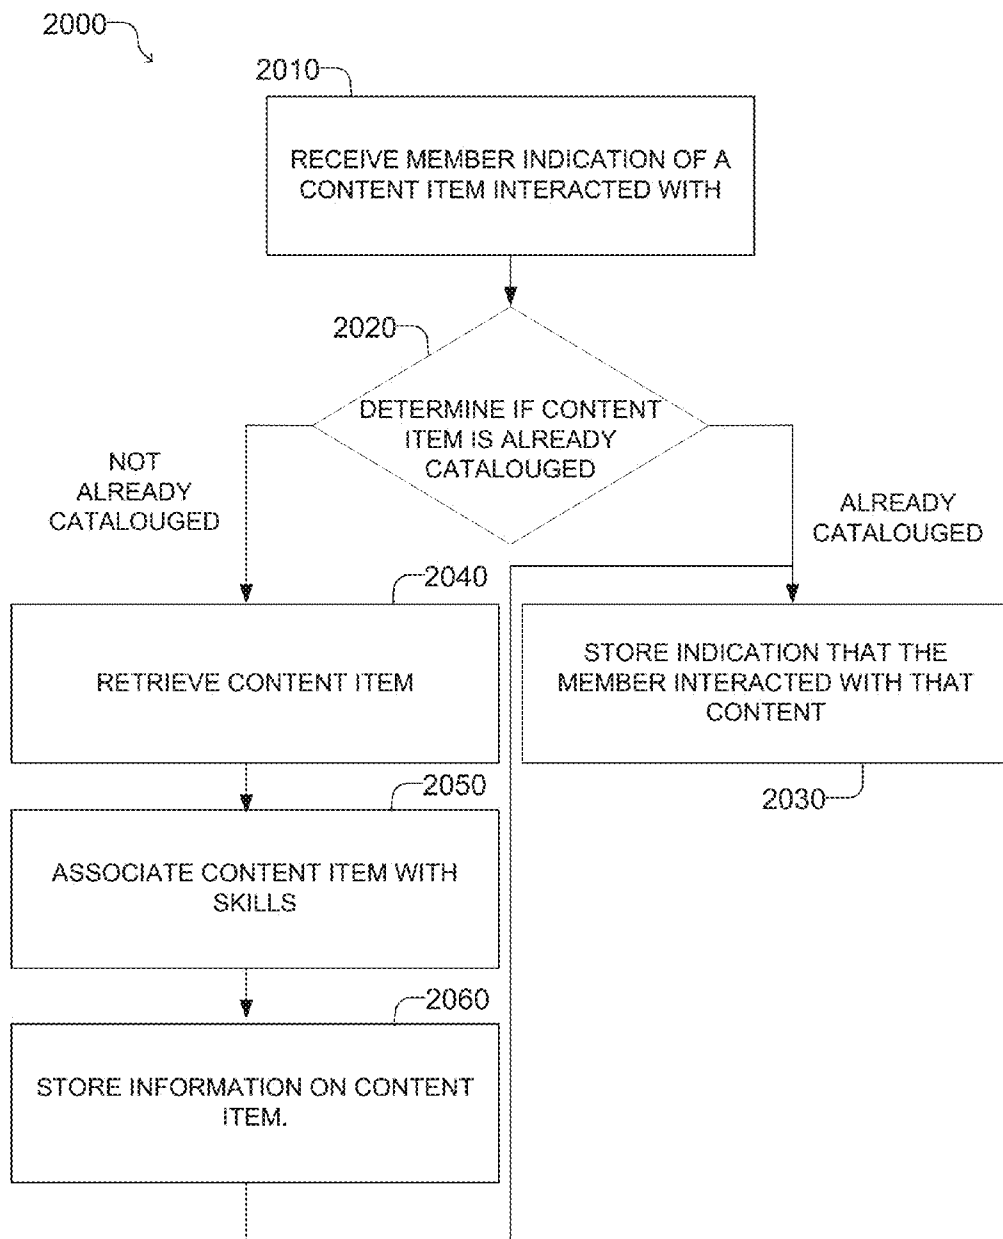 2000
2010
RECEIVE MEMBER INDICATION OF A
CONTENT ITEM INTERACTED WITH
2020
DETERMINE IF CONTENT
ITEM IS ALREADY
CATALOUGED
NOT
ALREADY
CATALOUGED
ALREADY
CATALOUGED
2040
RETRIEVE CONTENT ITEM
STORE INDICATION THAT THE
MEMBER INTERACTED WITH THAT
CONTENT
2030
2050
ASSOCIATE CONTENT ITEM WITH
SKILLS
2060
STORE INFORMATION ON CONTENT
ITEM.